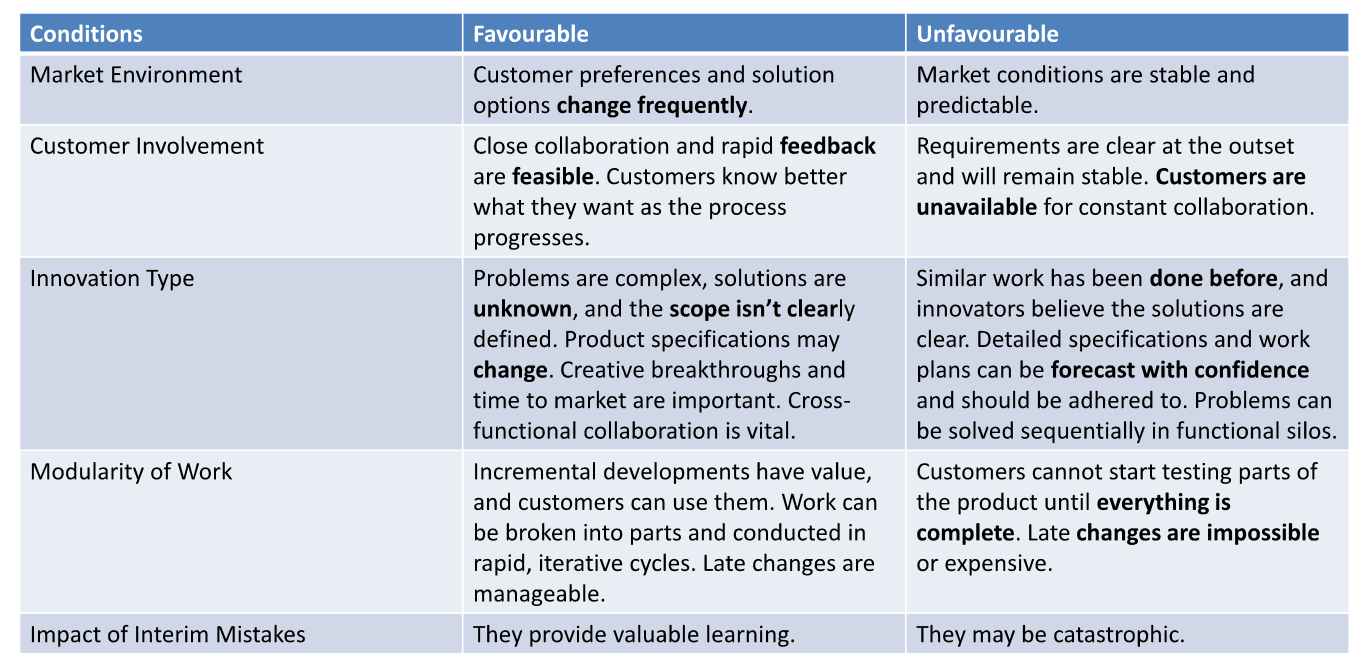 Conditions
Favourable
Unfavourable
Market Environment
Customer preferences and solution
options change frequently.
Market conditions are stable and
predictable.
Customer Involvement
Close collaboration and rapid feedback
are feasible. Customers know better
what they want as the process
progresses.
Requirements are clear at the outset
and will remain stable. Customers are
unavailable for constant collaboration.
Innovation Type
Problems are complex, solutions are
unknown, and the scope isn’t clearly
defined. Product specifications may
change. Creative breakthroughs and
time to market are important. Cross-
functional collaboration is vital.
Similar work has been done before, and
innovators believe the solutions are
clear. Detailed specifications and work
plans can be forecast with confidence
and should be adhered to. Problems can
be solved sequentially in functional silos.
Modularity of Work
Incremental developments have value,
and customers can use them. Work can
be broken into parts and conducted in
rapid, iterative cycles. Late changes are
manageable.
Customers cannot start testing parts of
the product until everything is
complete. Late changes are impossible
or expensive.
Impact of Interim Mistakes
They provide valuable learning.
They may be catastrophic.